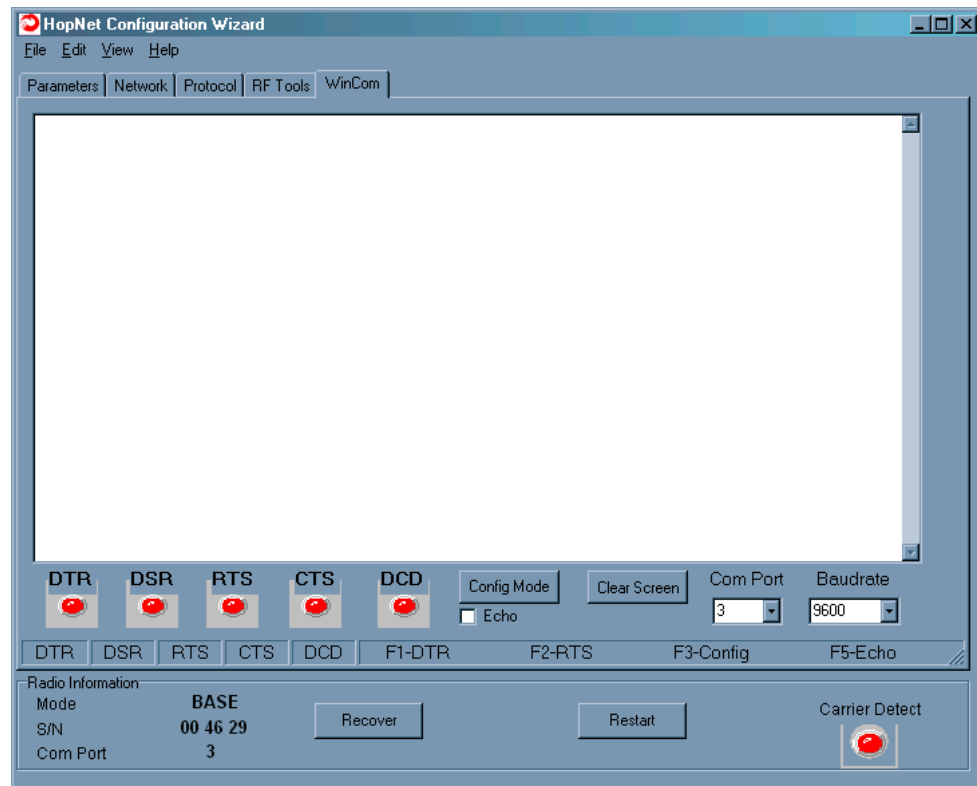 HopNet Configuration Wizard
File Edit View Help
Parameters Network Protocol RF Tools WinCom
DTR DSR RTS CTS DCD Config Mode Clear Screen Com Port Baudrate
Echo 3 9600
DTR DSR RTS CTS DCD F1-DTR F2-RTS F3-Config F5-Echo
Radio Information
Mode BASE
S/N 00 46 29
Com Port 3
Recover Restart
Carrier Detect